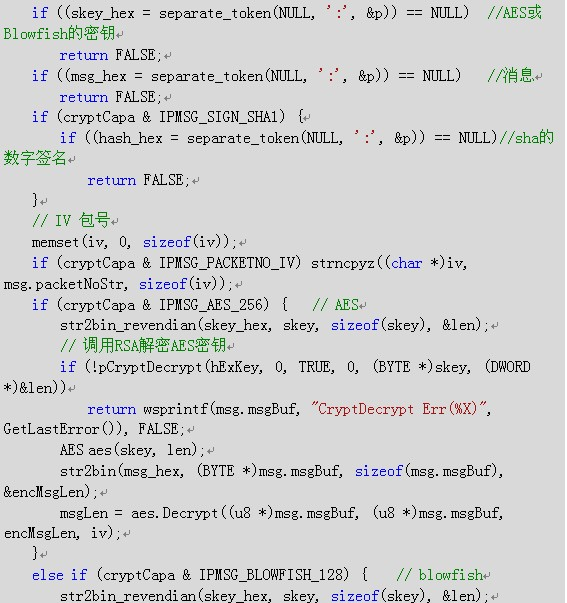 if ((skey_hex = separate_token(NULL, ':', &p)) == NULL)  //AES或
Blowfish的密钥
return FALSE;
if ((msg_hex = separate_token(NULL, ':', &p)) == NULL)   //消息
return FALSE;
if (cryptCapa & IPMSG_SIGN_SHA1) {
if ((hash_hex = separate_token(NULL, ':', &p)) == NULL)//sha的
数字签名
return FALSE;
}
// IV 包号
memset(iv, 0, sizeof(iv));
if (cryptCapa & IPMSG_PACKETNO_IV) strncpyz((char *)iv,
msg.packetNoStr, sizeof(iv));
if (cryptCapa & IPMSG_AES_256) {   // AES
str2bin_revendian(skey_hex, skey, sizeof(skey), &len);
// 调用RSA解密AES密钥
if (!pCryptDecrypt(hExKey, 0, TRUE, 0, (BYTE *)skey, (DWORD
*)&len))
return wsprintf(msg.msgBuf, "CryptDecrypt Err(%X)",
GetLastError()), FALSE;
AES aes(skey, len);
str2bin(msg_hex, (BYTE *)msg.msgBuf, sizeof(msg.msgBuf),
&encMsgLen);
msgLen = aes.Decrypt((u8 *)msg.msgBuf, (u8 *)msg.msgBuf,
encMsgLen, iv);
}
else if (cryptCapa & IPMSG_BLOWFISH_128) {   // blowfish
str2bin_revendian(skey_hex, skey, sizeof(skey), &len);